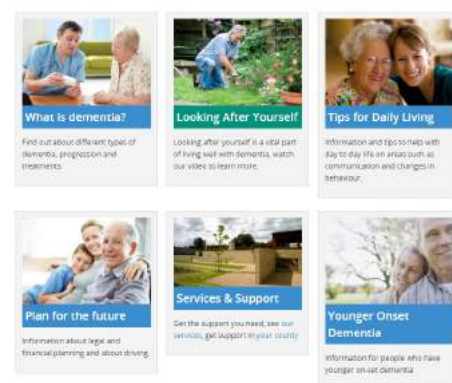 What is dementia?
Find out about different types of
dementia, progression and
treatments
Looking After Yourself
Looking after yourself is a vital part
of living well with dementia, watch
our video to learn more.
Tips for Daily Living
Information and tips to help with
day to day life on areas such as
communication and changes in
behaviour.
Plan for the future
Information about legal and
financial planning and about driving.
Services & Support
Get the support you need, see our
services, get support in your county
Younger Onset
Dementia
Information for people who have
younger on-set dementia